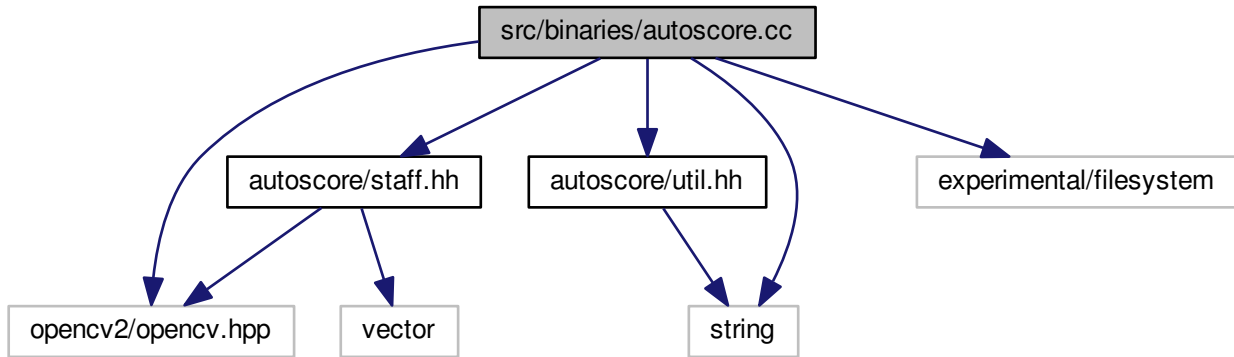 src/binaries/autoscore.cc
autoscore/staff.hh
autoscore/util.hh
experimental/filesystem
opencv2/opencv.hpp
vector
string